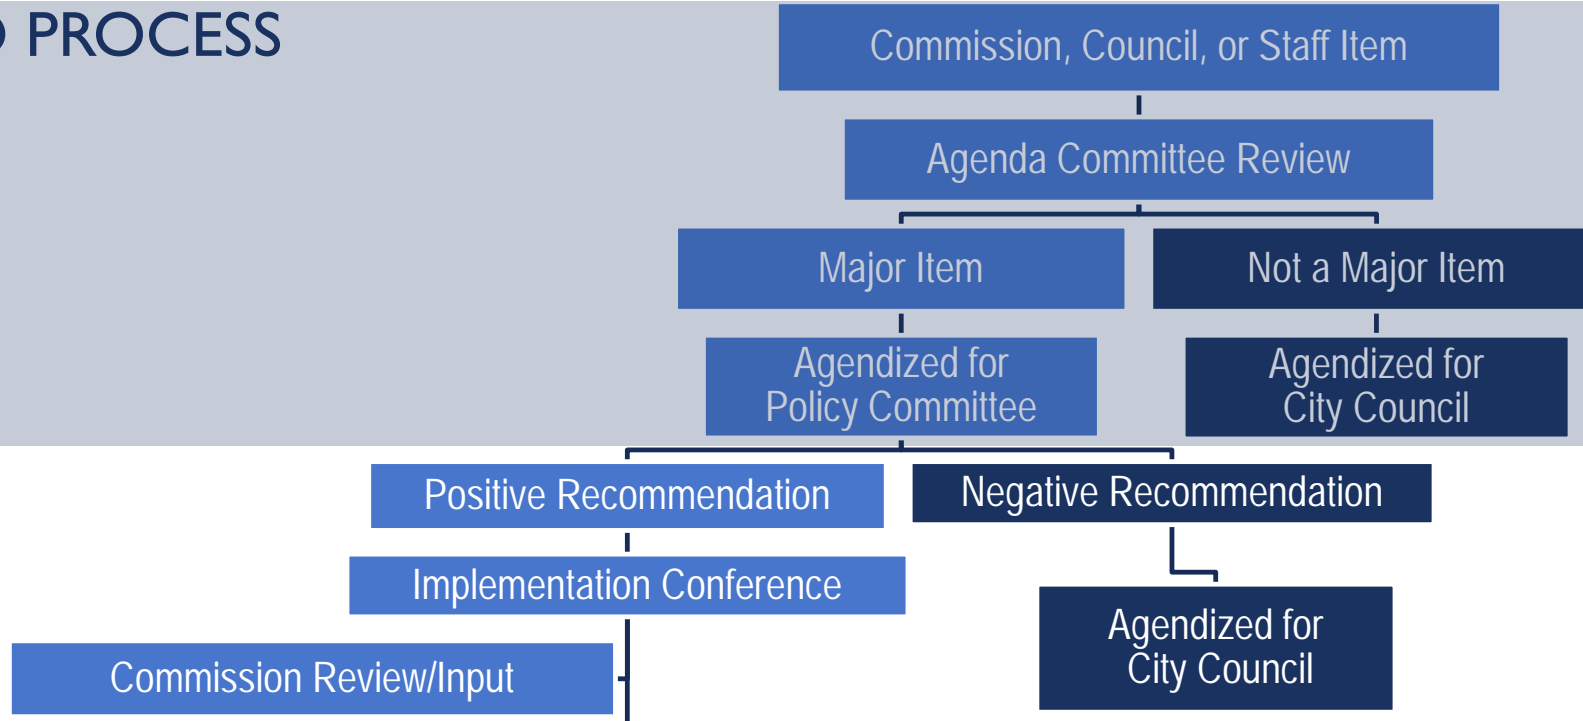 PROCESS
Commission, Council, or Staff Item
Agenda Committee Review
Major Item
Not a Major Item
Agendized for
Policy Committee
Agendized for
City Council
Positive Recommendation
Negative Recommendation
Implementation Conference
Agendized for
City Council
Commission Review/Input